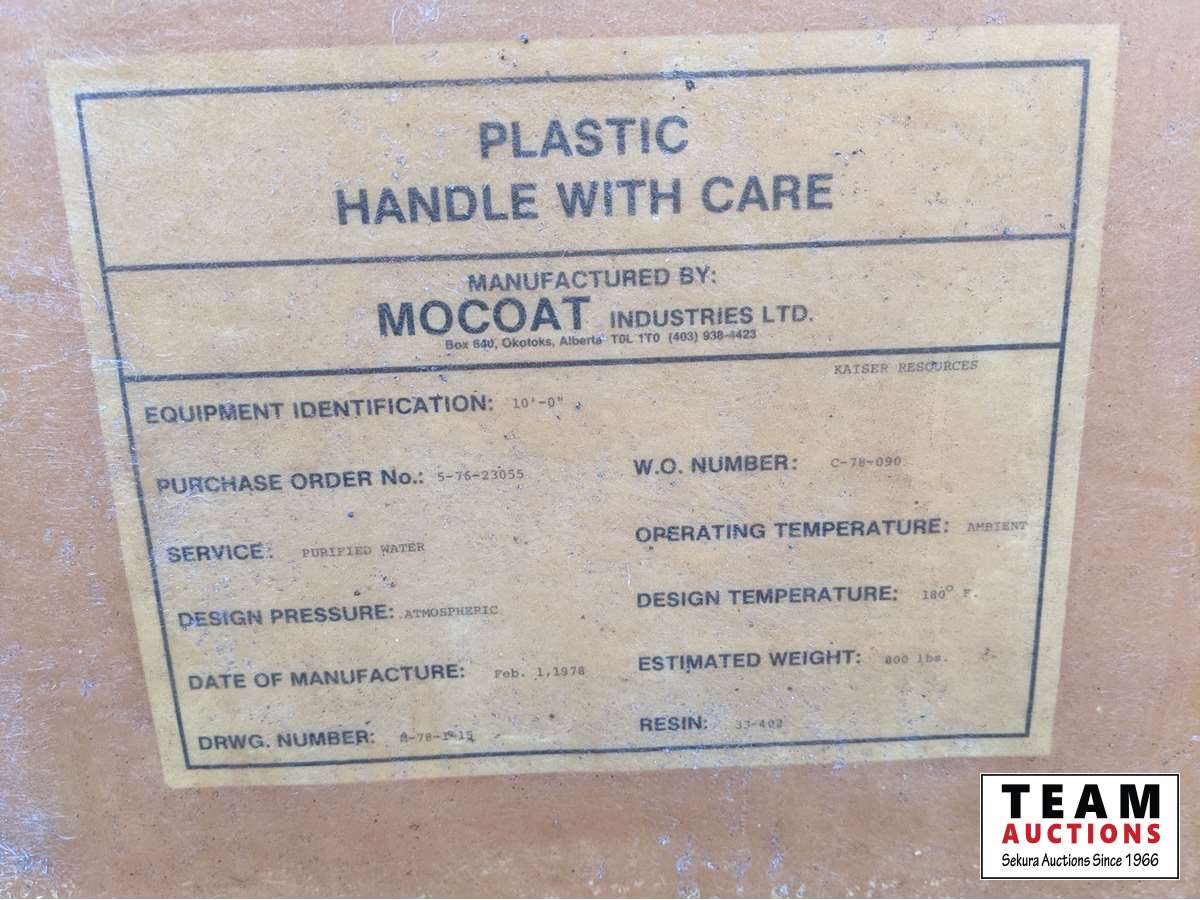 PLASTIC
HANDLE WITH CARE
MANUFACTURED BY:
MOCOAT INDUSTRIES LTD.
Box 640, Okotoks, Alberta T0L 1T0 (403) 938-4423
KAISER RESOURCES
EQUIPMENT IDENTIFICATION: 10'-0"
PURCHASE ORDER No.: 5-76-23055 W.O. NUMBER: C-78-090
SERVICE: PURIFIED WATER OPERATING TEMPERATURE: AMBIENT
DESIGN PRESSURE: ATMOSPHERIC DESIGN TEMPERATURE: 180° F.
DATE OF MANUFACTURE: Feb. 1,1978 ESTIMATED WEIGHT: 800 lbs.
DRWG. NUMBER: RESIN: 33-402
TEAM
AUCTIONS
Sekura Auctions Since 1966